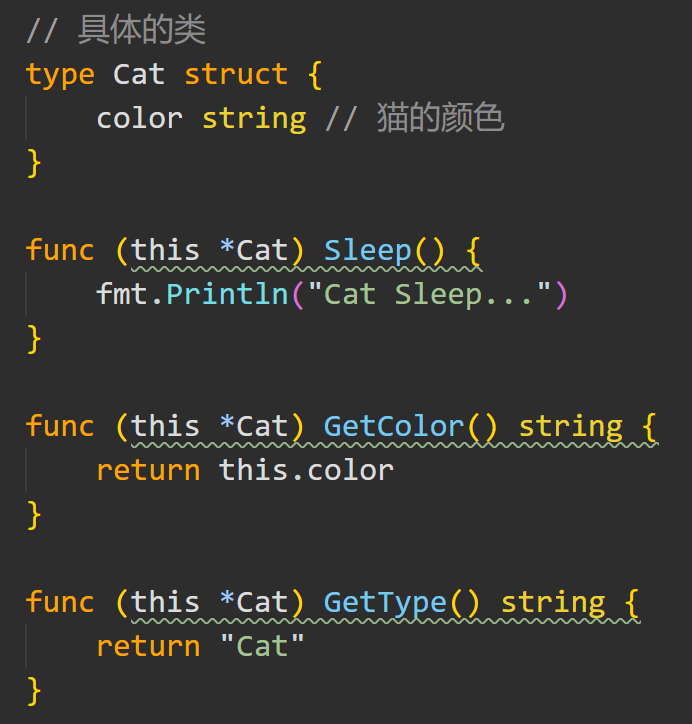 // 具体的类
type Cat struct {
    color string // 猫的颜色
}
func (this *Cat) Sleep() {
    fmt.Println("Cat Sleep...")
}
func (this *Cat) GetColor() string {
    return this.color
}
func (this *Cat) GetType() string {
    return "Cat"
}